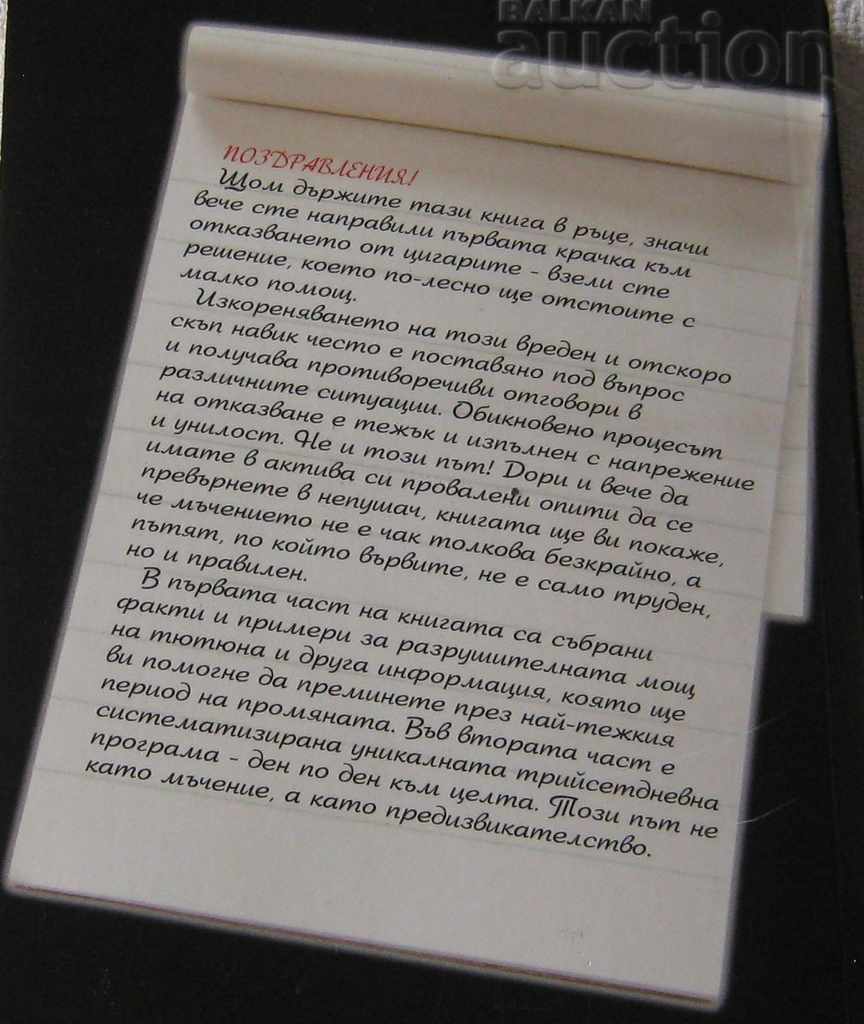 BALKAN
auction
ПОЗДРАВЛЕНИЯ!
Щом държите тази книга в ръце, значи
вече сте направили първата крачка към
отказването от цигарите - взели сте
решение, което по-лесно ще отстоите с
малко помощ.
Изкореняването на този вреден и отскоро
скъп навик често е поставяно под въпрос
и получава противоречиви отговори в
различните ситуации. Обикновено процесът
на отказване е тежък и изпълнен с напрежение
и унилост. Не и този път! Дори и вече да
имате в актива си провалени опити да се
превърнете в непушач, книгата ще ви покаже,
че мъчението не е чак толкова безкрайно, а
пътят, по който вървите, не е само труден,
но и правилен.
В първата част на книгата са събрани
факти и примери за разрушителната мощ
на тютюна и друга информация, която ще
ви помогне да преминете през най-тежкия
период на промяната. Във втората част е
систематизирана уникалната трийсетдневна
програма - ден по ден към целта. Този път не
като мъчение, а като предизвикателство.